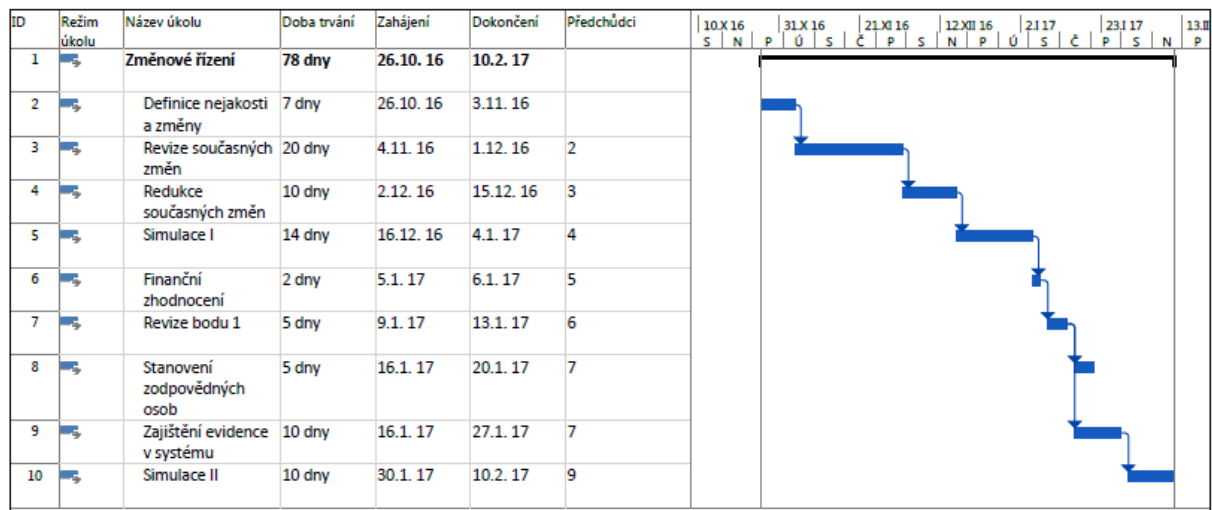 ID Režim úkolu Název úkolu Doba trvání Zahájení Dokončení Předchůdci
10.X 16 31.X 16 21.XI 16 12.XII 16 2.I 17 23.I 17 13.II
S N P Ú S Č P S N P Ú S Č P S N P
1 Změnové řízení 78 dny 26.10. 16 10.2. 17
2 Definice nejakosti 7 dny 26.10. 16 3.11. 16
a změny
3 Revize současných 20 dny 4.11. 16 1.12. 16 2
změn
4 Redukce 10 dny 2.12. 16 15.12. 16 3
současných změn
5 Simulace I 14 dny 16.12. 16 4.1. 17 4
6 Finanční 2 dny 5.1. 17 6.1. 17 5
zhodnocení
7 Revize bodu 1 5 dny 9.1. 17 13.1. 17 6
8 Stanovení 5 dny 16.1. 17 20.1. 17 7
zodpovědných
osob
9 Zajištění evidence 10 dny 16.1. 17 27.1. 17 7
v systému
10 Simulace II 10 dny 30.1. 17 10.2. 17 9